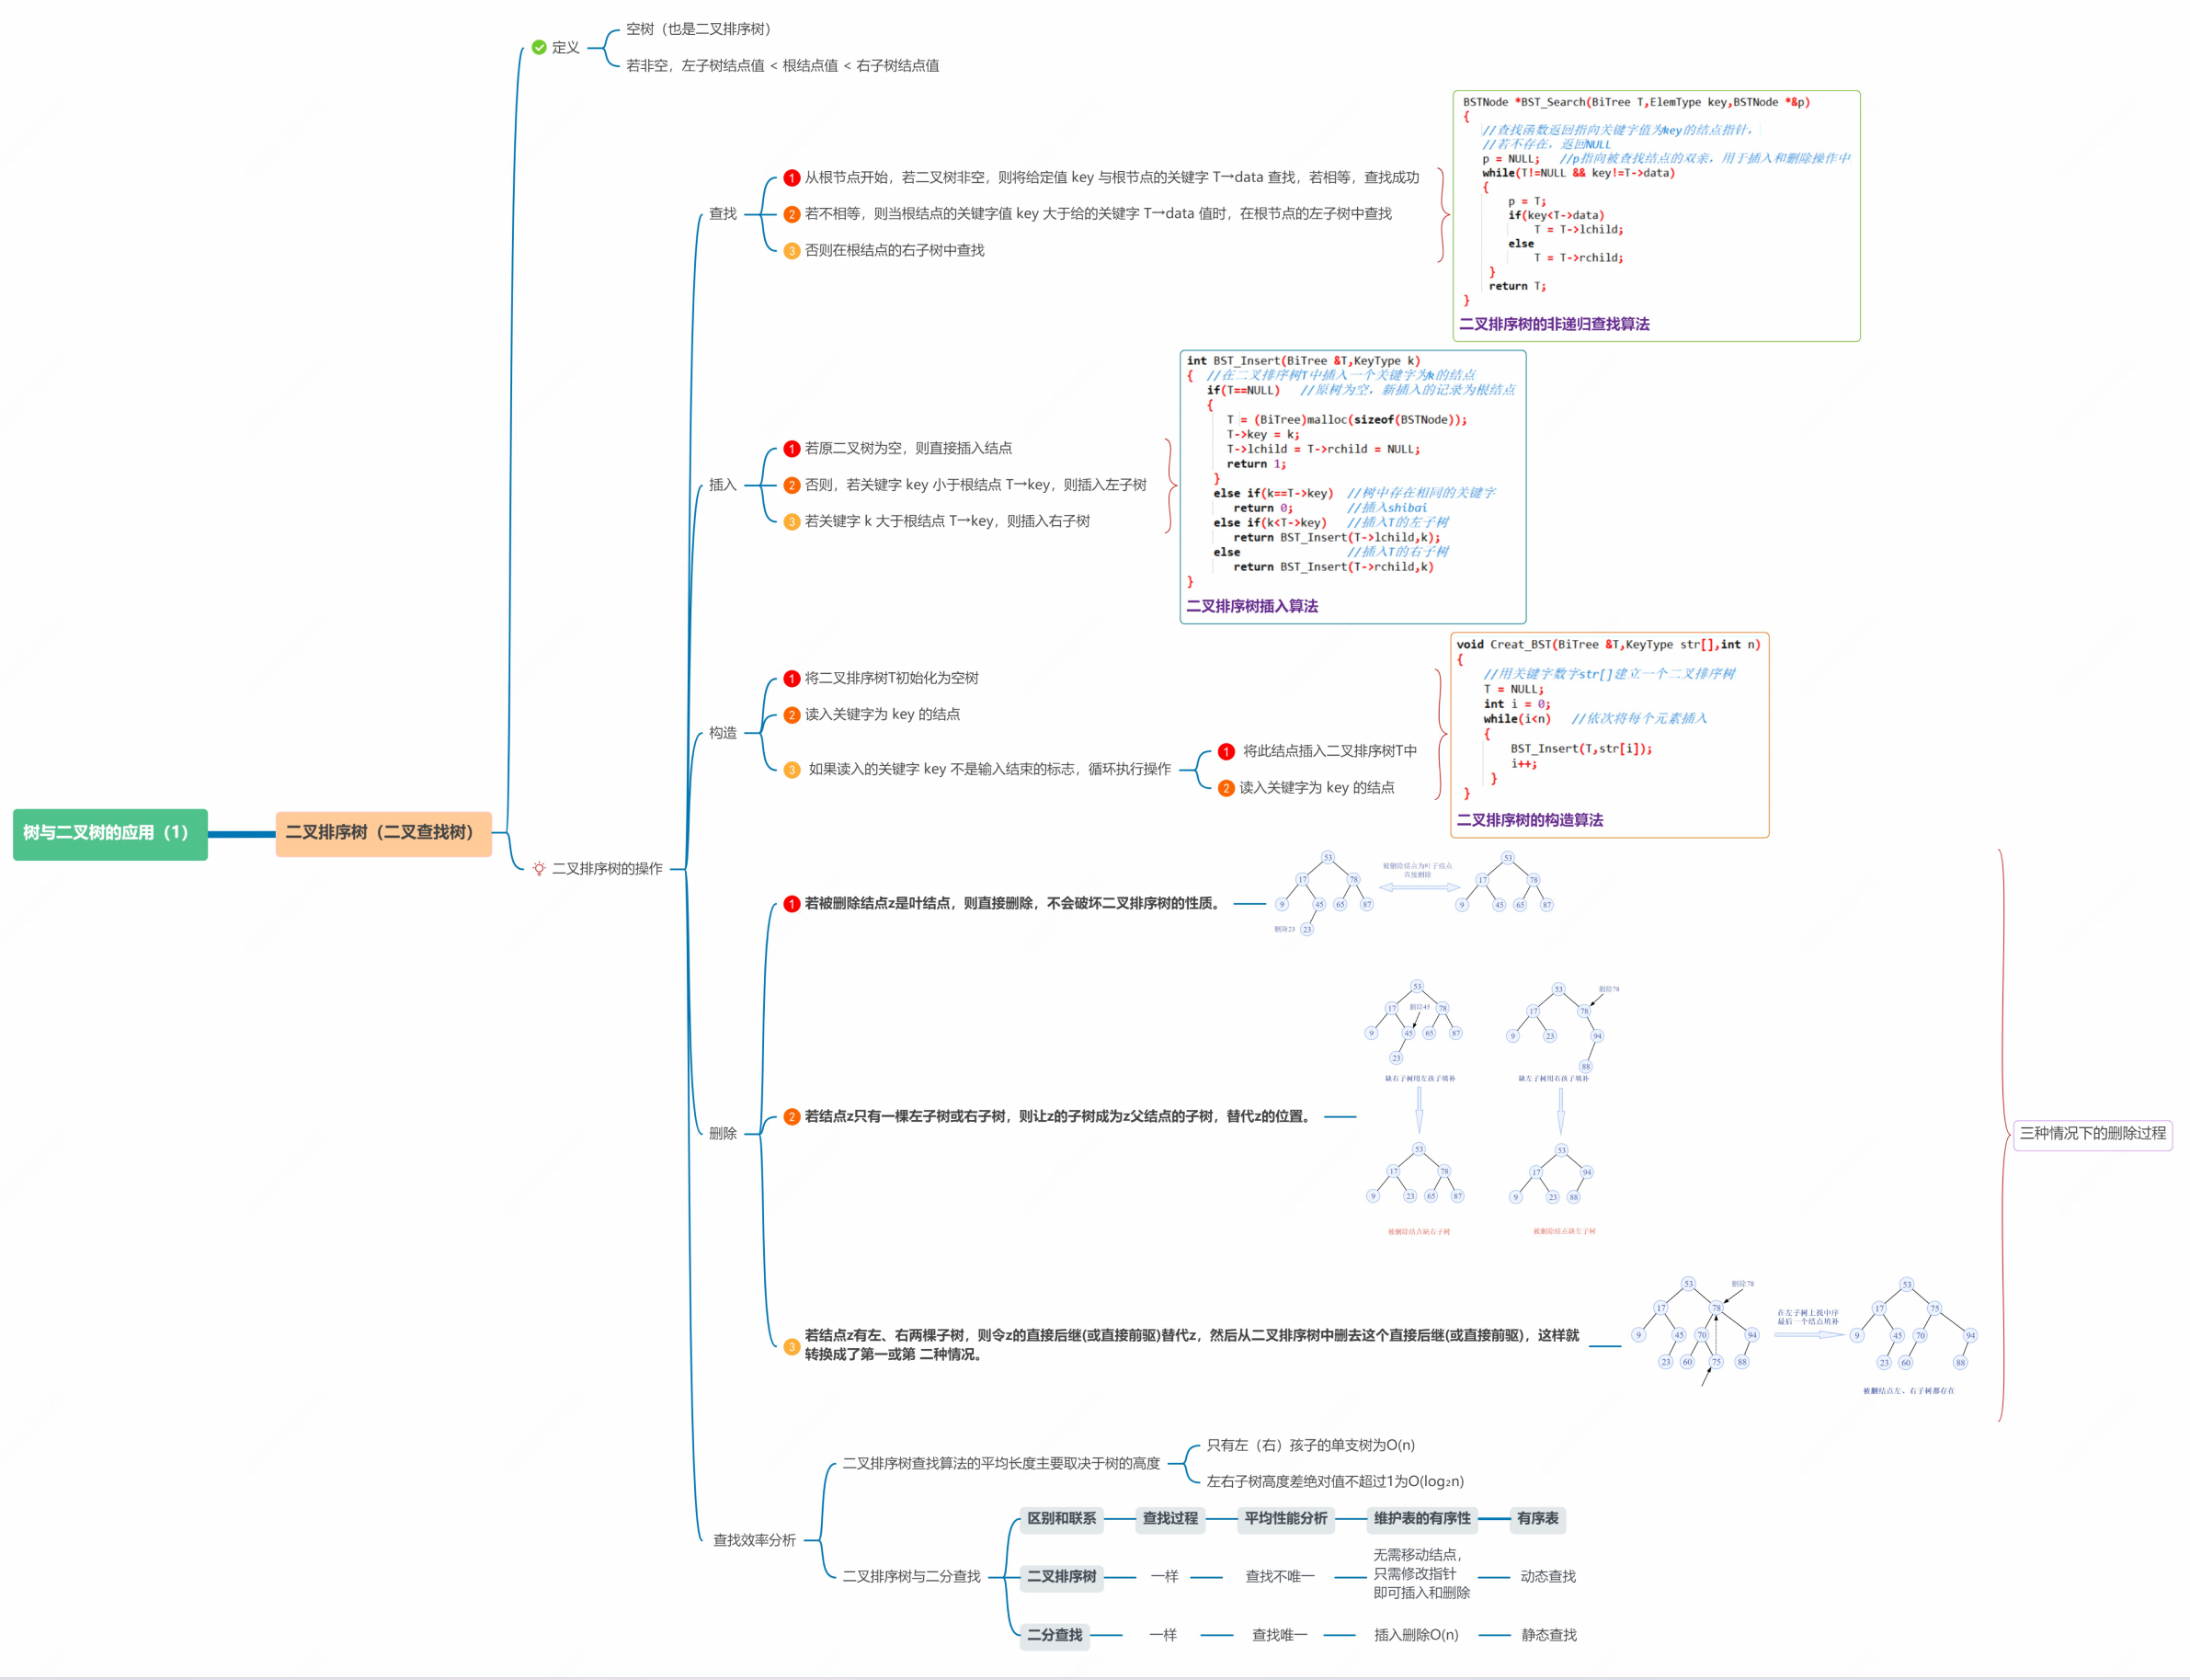 树与二叉树的应用（1）
二叉排序树（二叉查找树）
定义
空树（也是二叉排序树）
若非空，左子树结点值 < 根结点值 < 右子树结点值
二叉排序树的操作
查找
1 从根节点开始，若二叉树非空，则将给定值 key 与根节点的关键字 T→data 查找，若相等，查找成功
2 若不相等，则当根结点的关键字值 key 大于给的关键字 T→data 值时，在根节点的左子树中查找
3 否则在根结点的右子树中查找
BSTNode *BST_Search(BiTree T,ElemType key,BSTNode *&p)
{
//查找函数返回指向关键字值为key的结点指针，
//若不存在，返回NULL
p = NULL; //p指向被查找结点的双亲，用于插入和删除操作中
while(T!=NULL && key!=T->data)
{
p = T;
if(key<T->data)
T = T->lchild;
else
T = T->rchild;
}
return T;
}
二叉排序树的非递归查找算法
插入
1 若原二叉树为空，则直接插入结点
2 否则，若关键字 key 小于根结点 T→key，则插入左子树
3 若关键字 k 大于根结点 T→key，则插入右子树
int BST_Insert(BiTree &T,KeyType k)
{ //在二叉排序树T中插入一个关键字为k的结点
if(T==NULL) //原树为空，新插入的记录为根结点
{
T = (BiTree)malloc(sizeof(BSTNode));
T->key = k;
T->lchild = T->rchild = NULL;
return 1;
}
else if(k==T->key) //树中存在相同的关键字
return 0; //插入shibai
else if(k<T->key) //插入T的左子树
return BST_Insert(T->lchild,k);
else //插入T的右子树
return BST_Insert(T->rchild,k)
}
二叉排序树插入算法
构造
1 将二叉排序树T初始化为空树
2 读入关键字为 key 的结点
3 如果读入的关键字 key 不是输入结束的标志，循环执行操作
1 将此结点插入二叉排序树T中
2 读入关键字为 key 的结点
void Creat_BST(BiTree &T,KeyType str[],int n)
{
//用关键字数字str[]建立一个二叉排序树
T = NULL;
int i = 0;
while(i<n) //依次将每个元素插入
{
BST_Insert(T,str[i]);
i++;
}
}
二叉排序树的构造算法
删除
1 若被删除结点z是叶结点，则直接删除，不会破坏二叉排序树的性质。
53
17 78
9 45 65 87
删除23 23
被删除结点为叶子结点
直接删除
53
17 78
9 45 65 87
2 若结点z只有一棵左子树或右子树，则让z的子树成为z父结点的子树，替代z的位置。
53
17 删除45 78
9 45 65 87
23
缺右子树用左孩子填补
53
17 78
9 23 65 87
被删除结点缺右子树
53 删除78
17 78
9 23 94
88
缺左子树用右孩子填补
53
17 94
9 23 88
被删除结点缺左子树
3 若结点z有左、右两棵子树，则令z的直接后继(或直接前驱)替代z，然后从二叉排序树中删去这个直接后继(或直接前驱)，这样就
转换成了第一或第 二种情况。
53 删除78
17 78
9 45 70 94
23 60 75 88
在左子树上找中序
最后一个结点填补
53
17 75
9 45 70 94
23 60 88
被删结点左、右子树都存在
三种情况下的删除过程
查找效率分析
二叉排序树查找算法的平均长度主要取决于树的高度
只有左（右）孩子的单支树为O(n)
左右子树高度差绝对值不超过1为O(log₂n)
二叉排序树与二分查找
区别和联系 查找过程 平均性能分析 维护表的有序性 有序表
二叉排序树 一样 查找不唯一 无需移动结点，
只需修改指针
即可插入和删除 动态查找
二分查找 一样 查找唯一 插入删除O(n) 静态查找